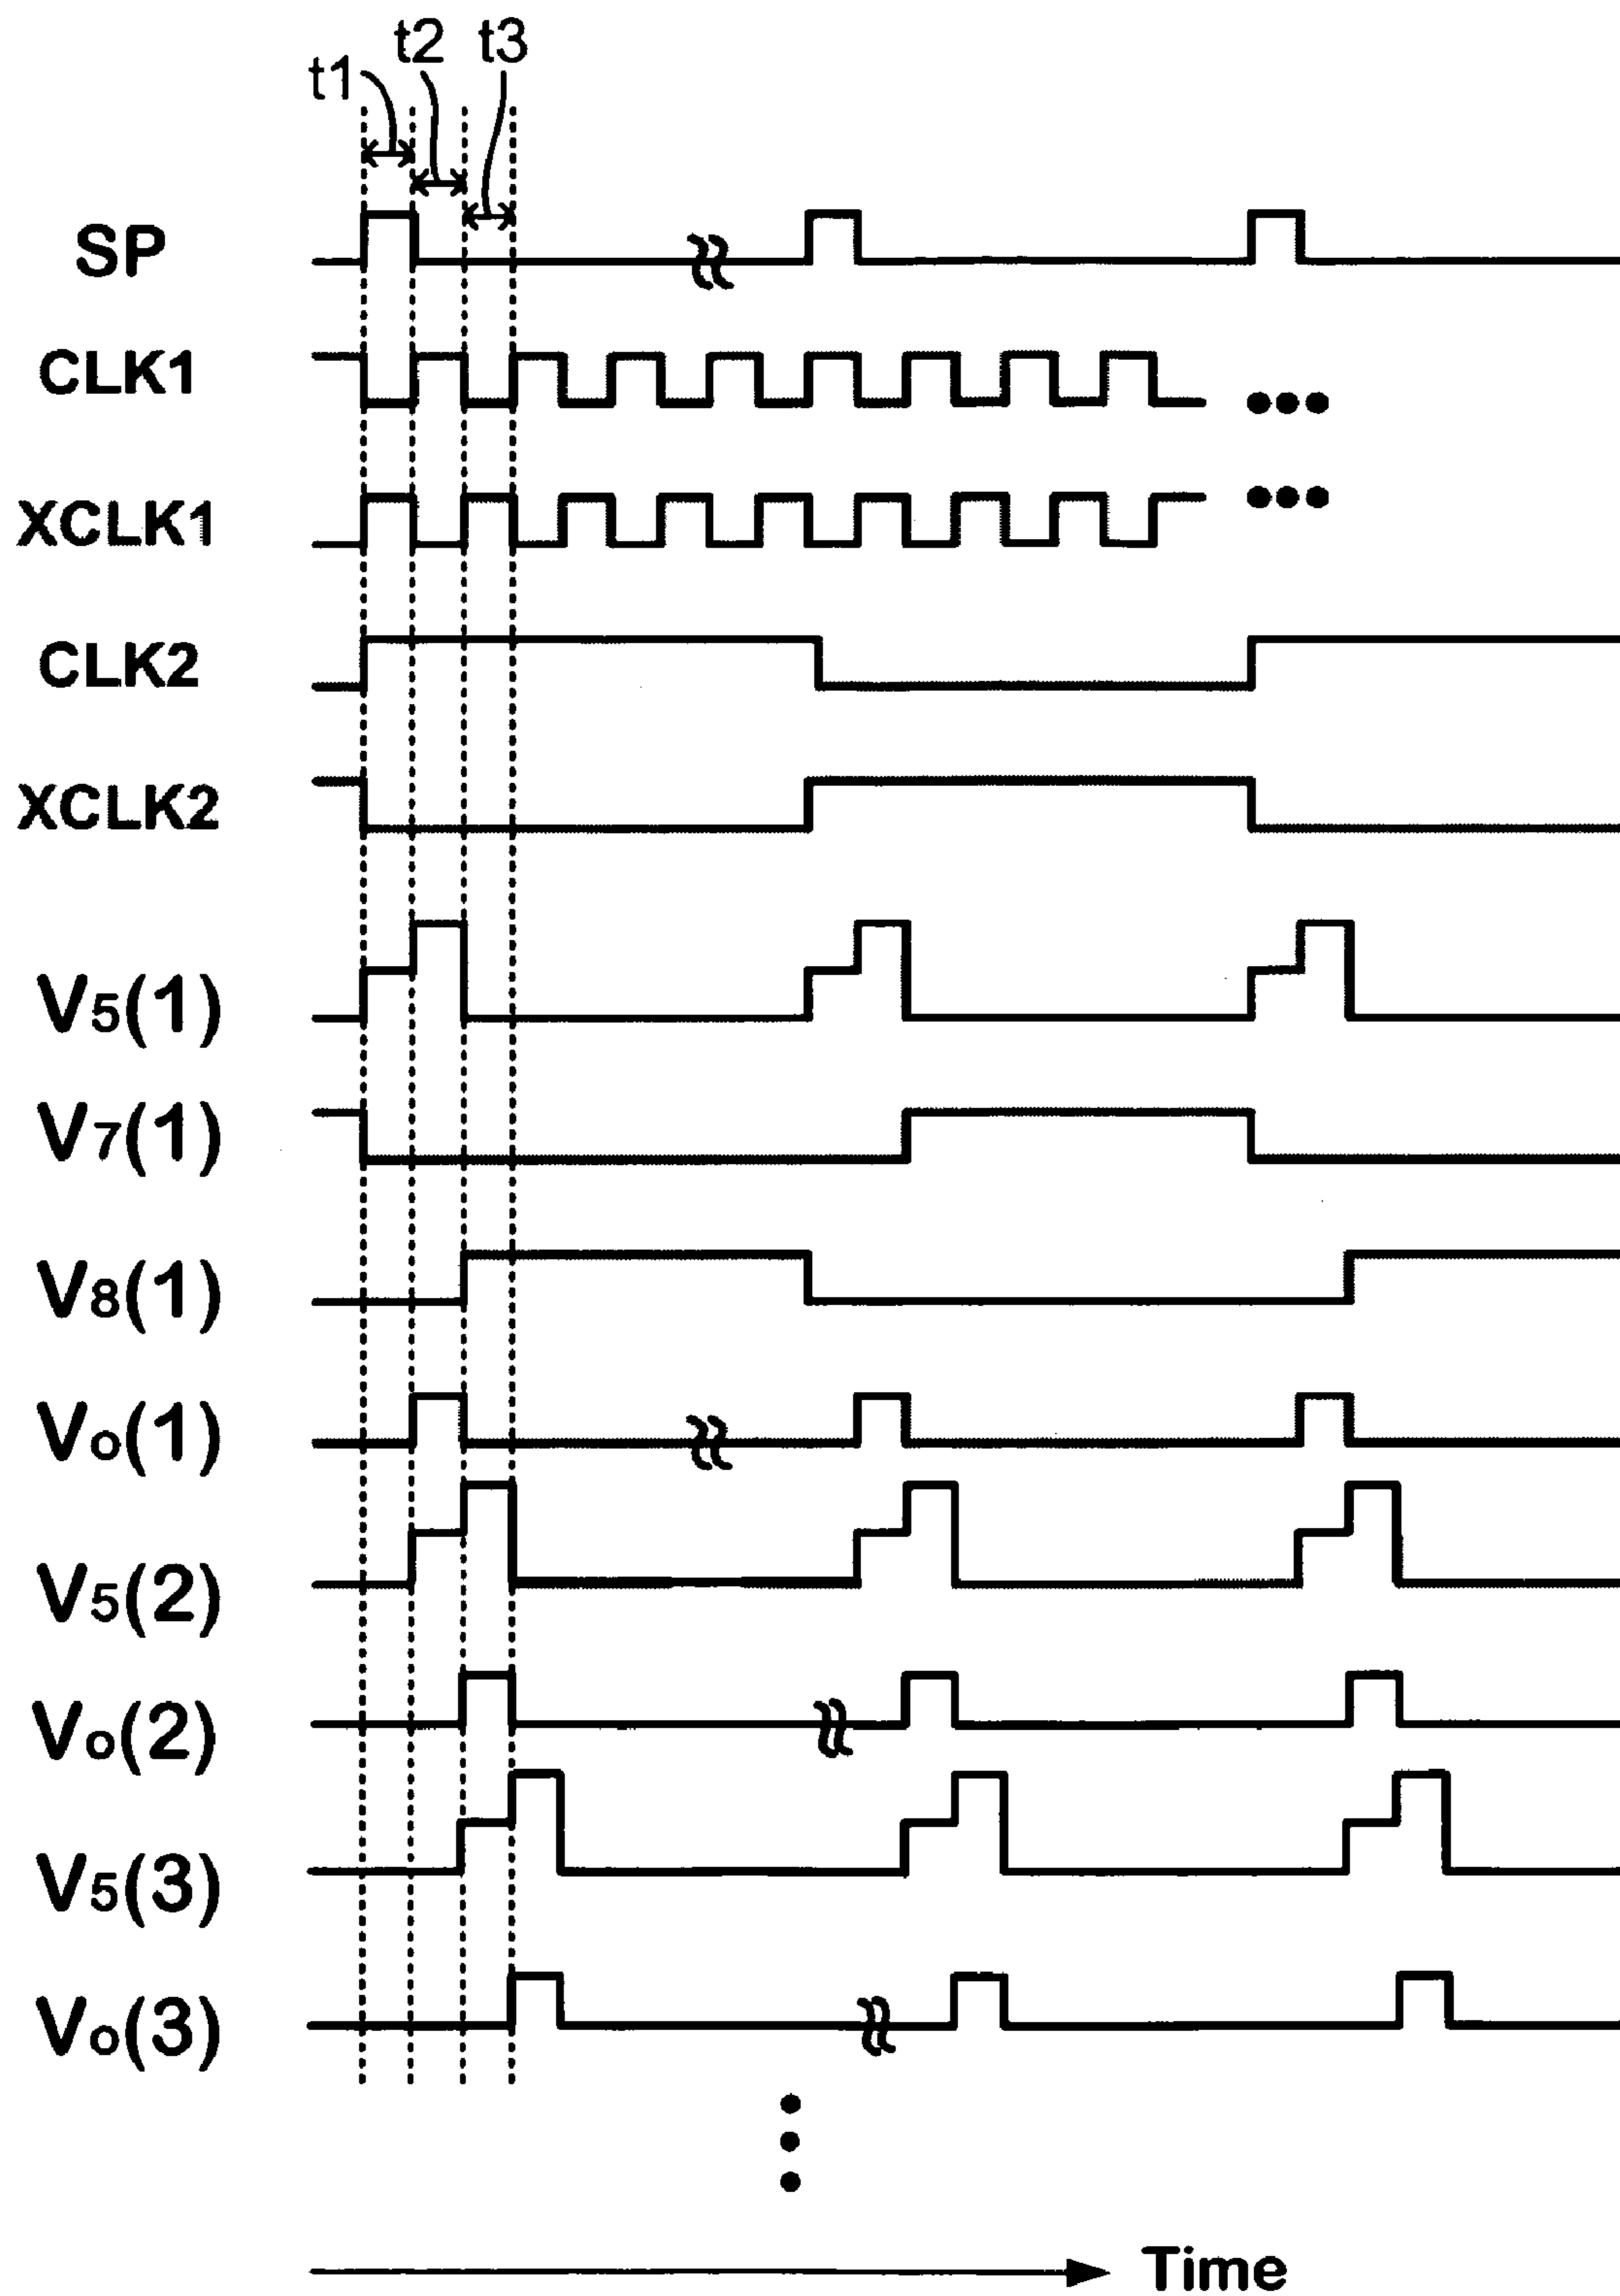 t1 t2 t3
SP
CLK1
XCLK1
CLK2
XCLK2
V5(1)
V7(1)
V8(1)
Vo(1)
V5(2)
Vo(2)
V5(3)
Vo(3)
Time